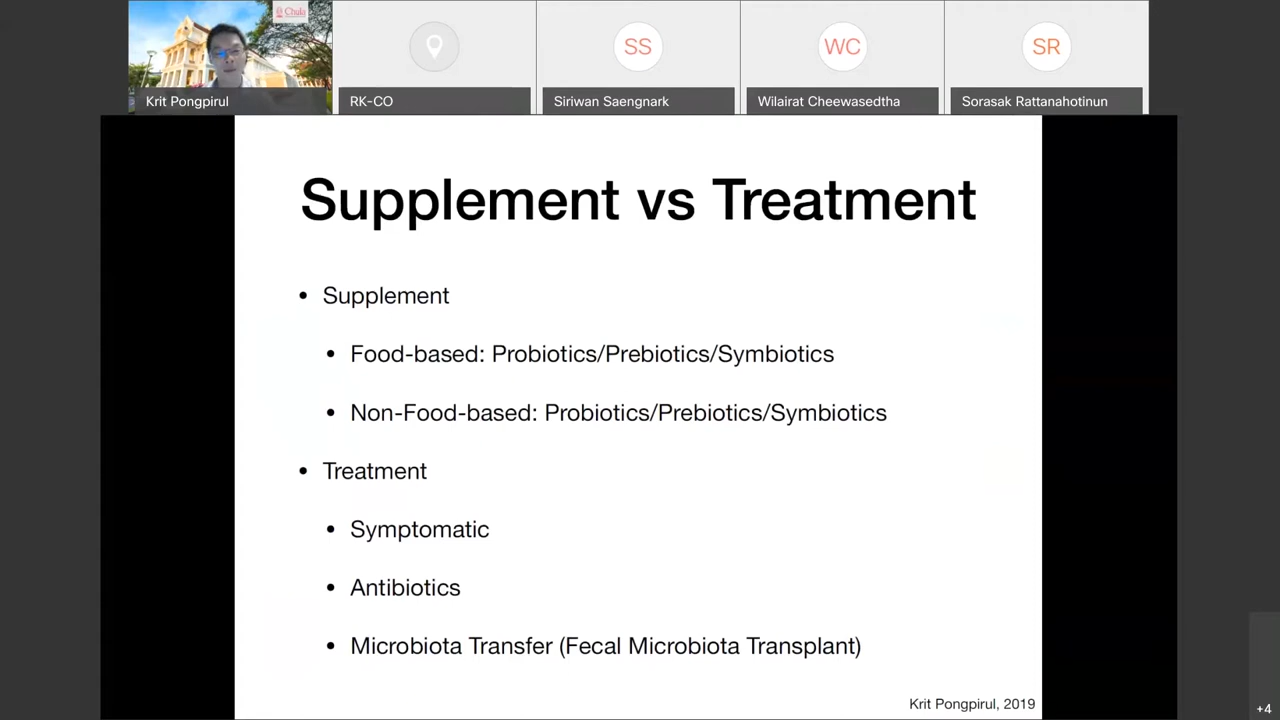 Chula
SS
WC
SR
Krit Pongpirul
RK-CO
Siriwan Saengnark
Wilairat Cheewasedtha
Sorasak Rattanahotinun
Supplement vs Treatment
• Supplement
• Food-based: Probiotics/Prebiotics/Symbiotics
• Non-Food-based: Probiotics/Prebiotics/Symbiotics
• Treatment
• Symptomatic
• Antibiotics
• Microbiota Transfer (Fecal Microbiota Transplant)
Krit Pongpirul, 2019
+4